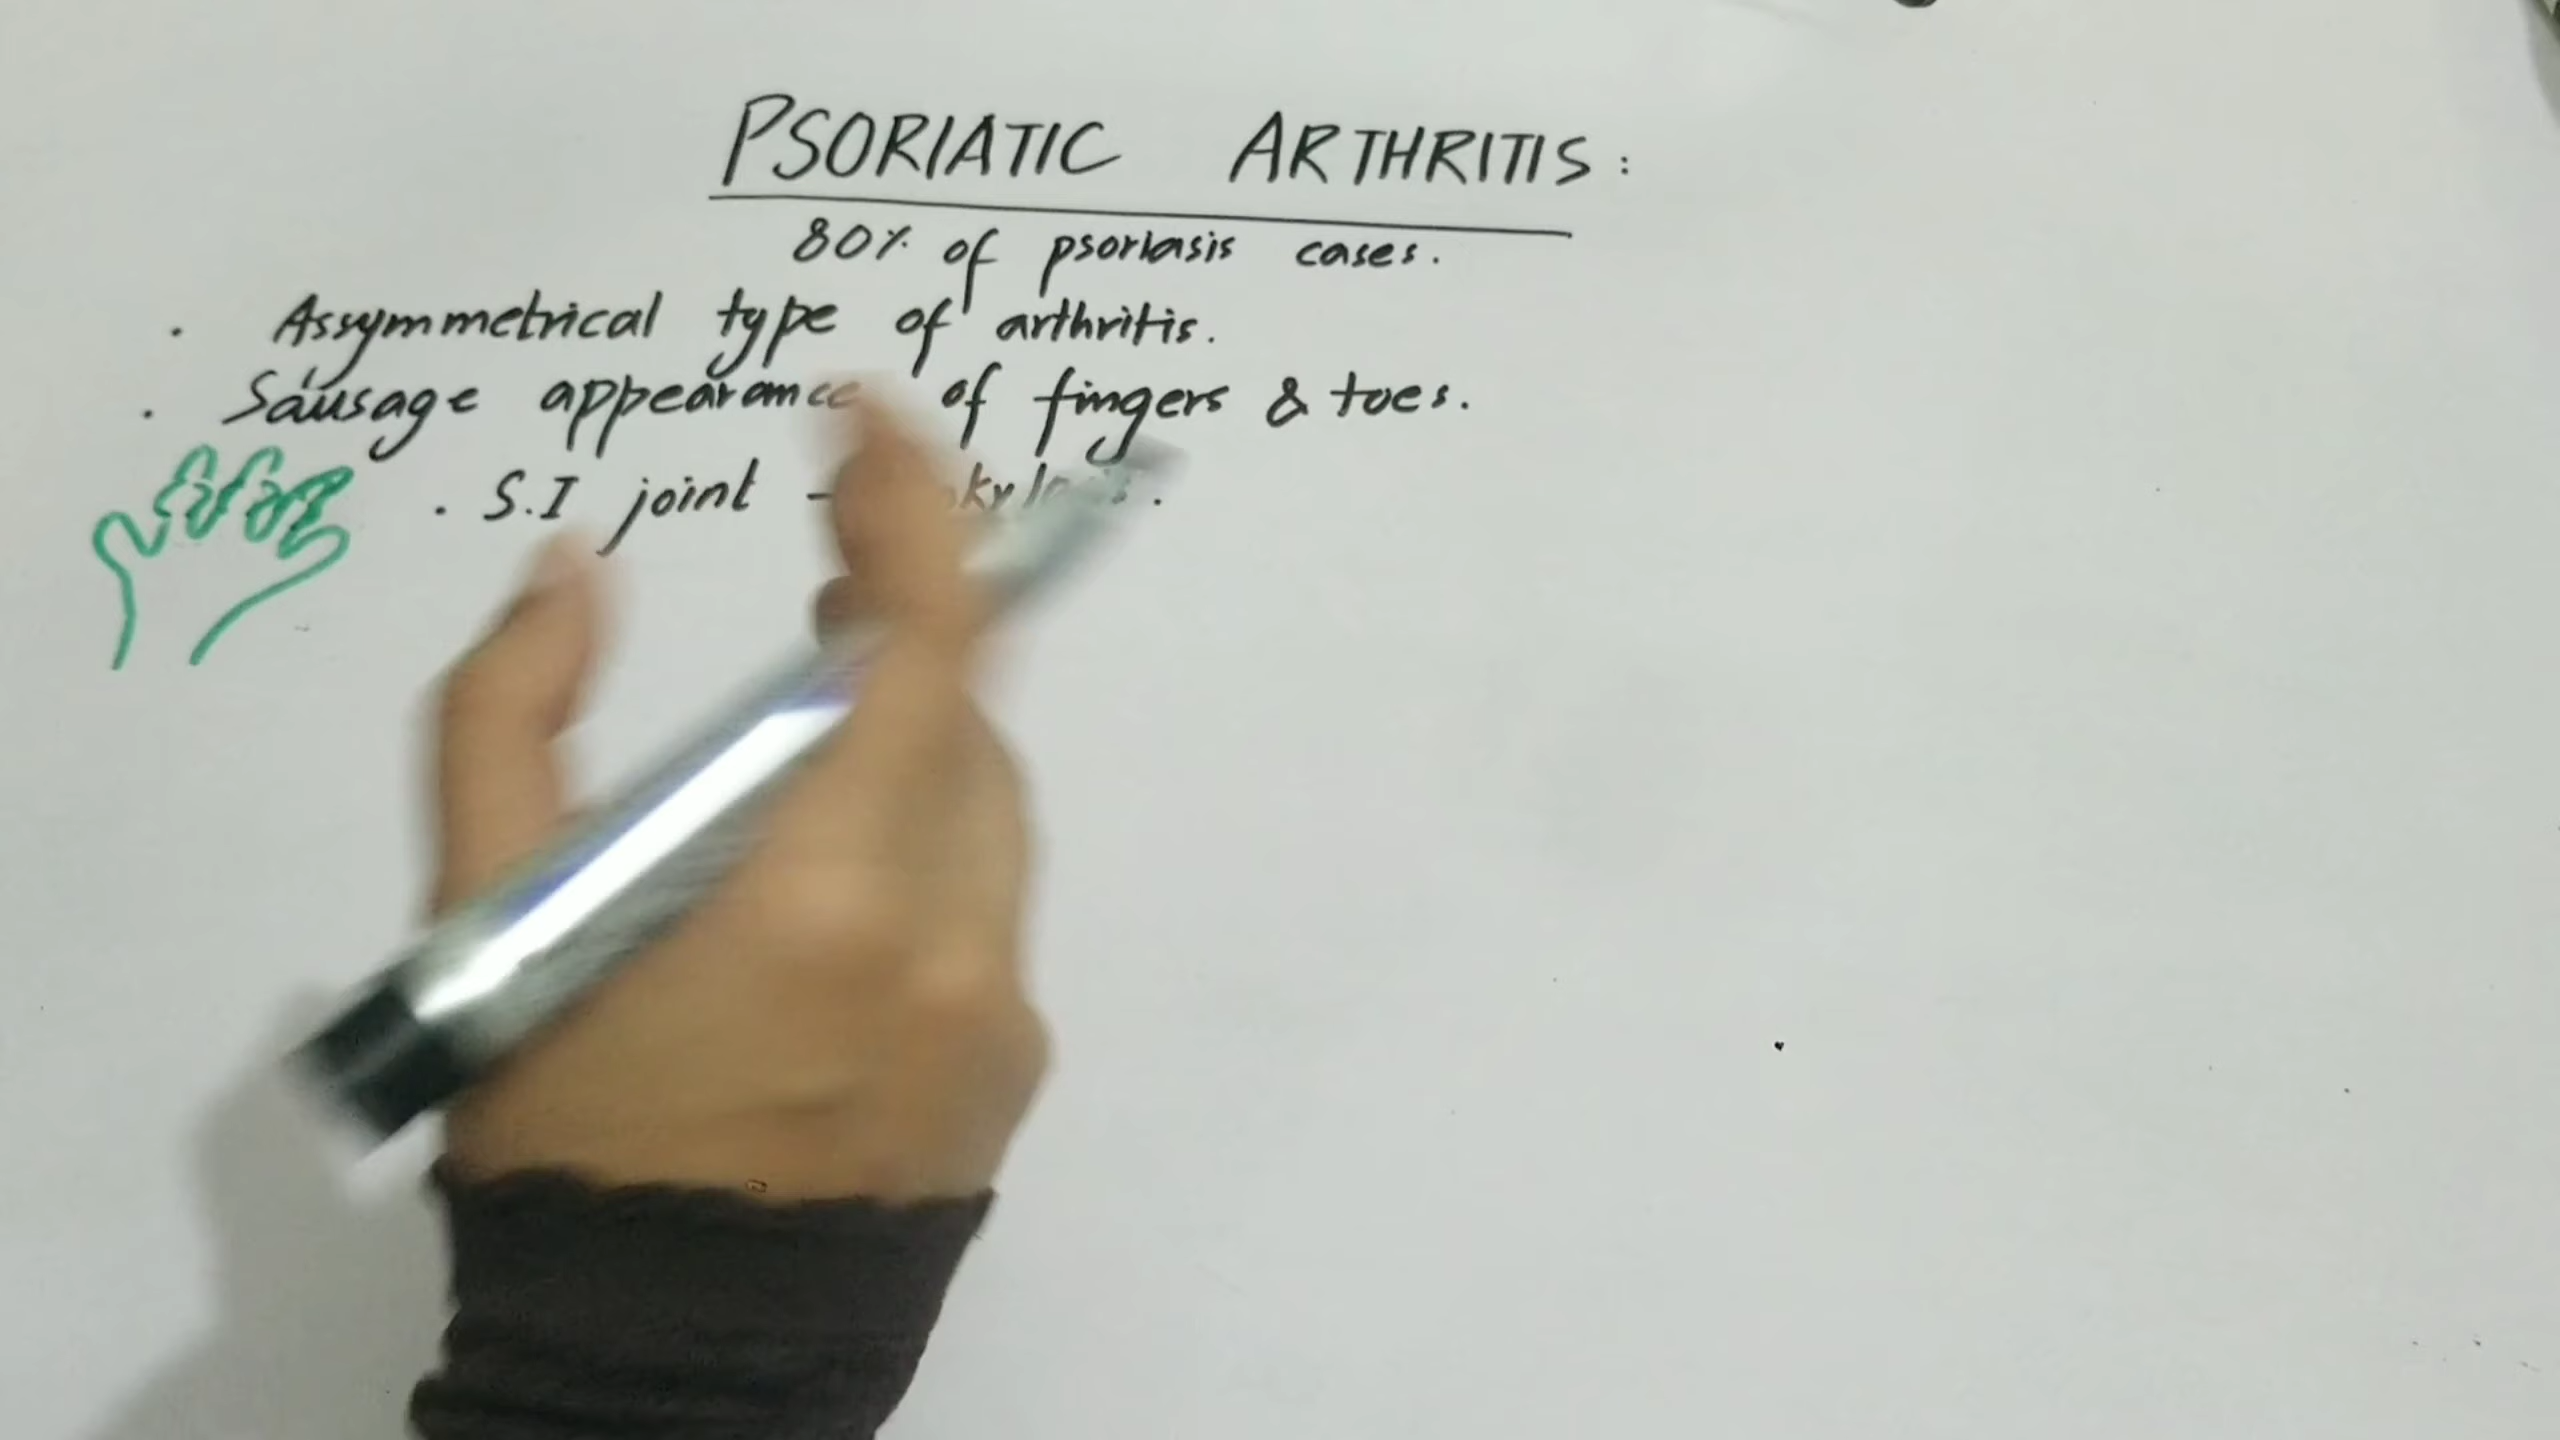 PSORIATIC ARTHRITIS:
80% of psoriasis cases.
. Assymmetrical type of arthritis.
. Sausage appearance of fingers & toes.
. S.I joint -